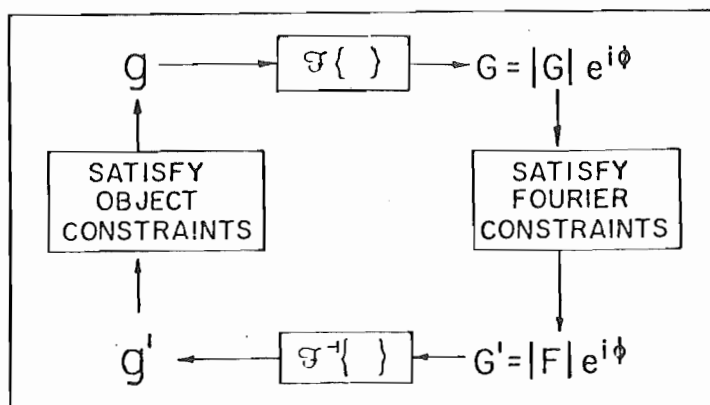 g
ℱ{ }
G = |G| e^{iϕ}
SATISFY
OBJECT
CONSTRAINTS
SATISFY
FOURIER
CONSTRAINTS
g'
ℱ⁻¹{ }
G' = |F| e^{iϕ}